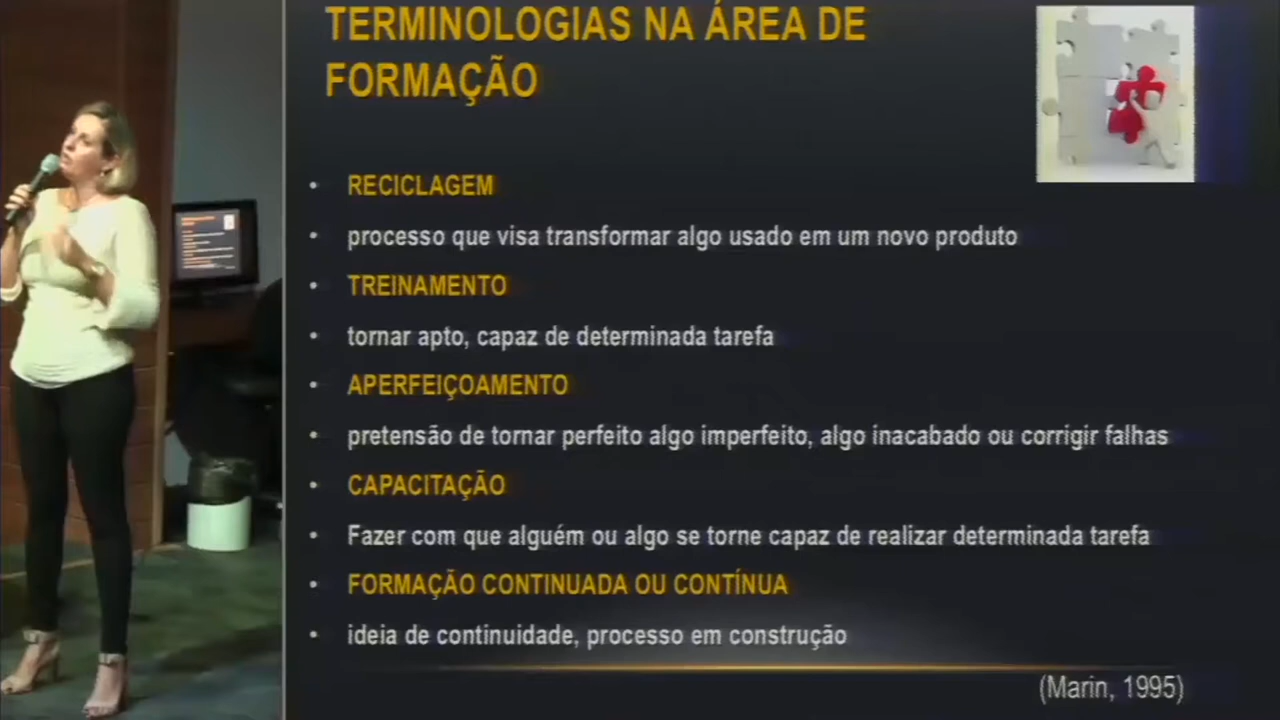 TERMINOLOGIAS NA ÁREA DE
FORMAÇÃO
• RECICLAGEM
• processo que visa transformar algo usado em um novo produto
• TREINAMENTO
• tornar apto, capaz de determinada tarefa
• APERFEIÇOAMENTO
• pretensão de tornar perfeito algo imperfeito, algo inacabado ou corrigir falhas
• CAPACITAÇÃO
• Fazer com que alguém ou algo se torne capaz de realizar determinada tarefa
• FORMAÇÃO CONTINUADA OU CONTÍNUA
• ideia de continuidade, processo em construção
(Marin, 1995)